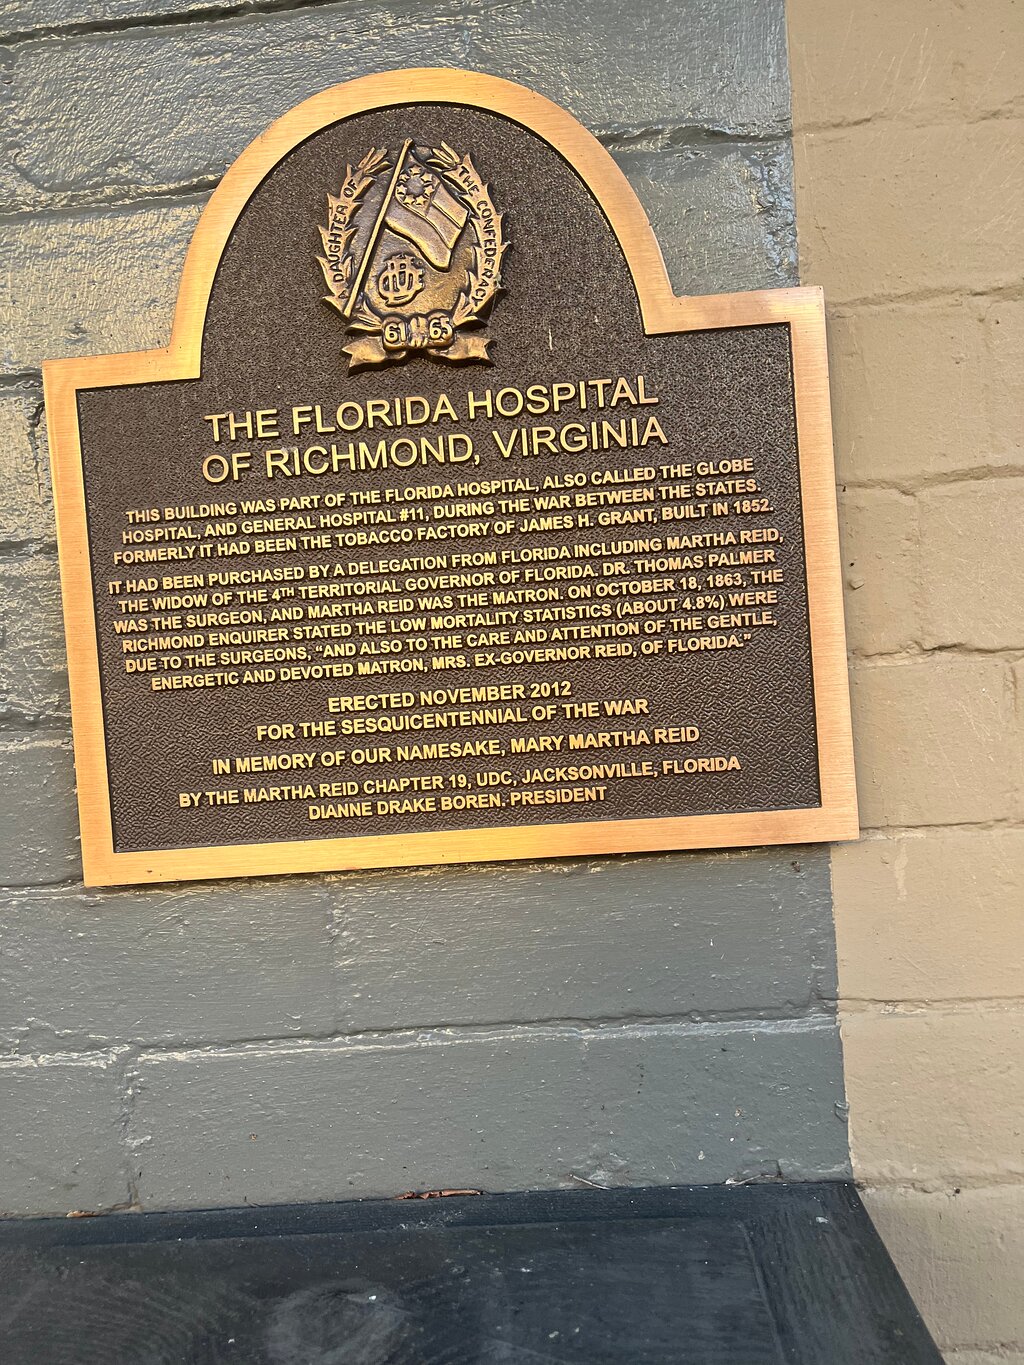 A DAUGHTER OF THE CONFEDERACY
UDC
61 65
THE FLORIDA HOSPITAL
OF RICHMOND, VIRGINIA
THIS BUILDING WAS PART OF THE FLORIDA HOSPITAL, ALSO CALLED THE GLOBE
HOSPITAL, AND GENERAL HOSPITAL #11, DURING THE WAR BETWEEN THE STATES.
FORMERLY IT HAD BEEN THE TOBACCO FACTORY OF JAMES H. GRANT, BUILT IN 1852.
IT HAD BEEN PURCHASED BY A DELEGATION FROM FLORIDA INCLUDING MARTHA REID,
THE WIDOW OF THE 4TH TERRITORIAL GOVERNOR OF FLORIDA. DR. THOMAS PALMER
WAS THE SURGEON, AND MARTHA REID WAS THE MATRON. ON OCTOBER 18, 1863, THE
RICHMOND ENQUIRER STATED THE LOW MORTALITY STATISTICS (ABOUT 4.8%) WERE
DUE TO THE SURGEONS, "AND ALSO TO THE CARE AND ATTENTION OF THE GENTLE,
ENERGETIC AND DEVOTED MATRON, MRS. EX-GOVERNOR REID, OF FLORIDA."
ERECTED NOVEMBER 2012
FOR THE SESQUICENTENNIAL OF THE WAR
IN MEMORY OF OUR NAMESAKE, MARY MARTHA REID
BY THE MARTHA REID CHAPTER 19, UDC, JACKSONVILLE, FLORIDA
DIANNE DRAKE BOREN, PRESIDENT